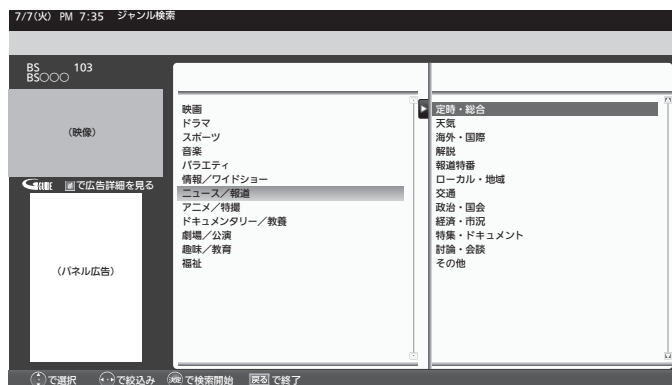 7/7(火) PM 7:35 ジャンル検索
BS 103
BS○○○
(映像)
G GUIDE dで広告詳細を見る
(パネル広告)
映画
ドラマ
スポーツ
音楽
バラエティ
情報／ワイドショー
ニュース／報道
アニメ／特撮
ドキュメンタリー／教養
劇場／公演
趣味／教育
福祉
定時・総合
天気
海外・国際
解説
報道特番
ローカル・地域
交通
政治・国会
経済・市況
特集・ドキュメント
討論・会談
その他
で選択 で絞込み 決定で検索開始 戻るで終了